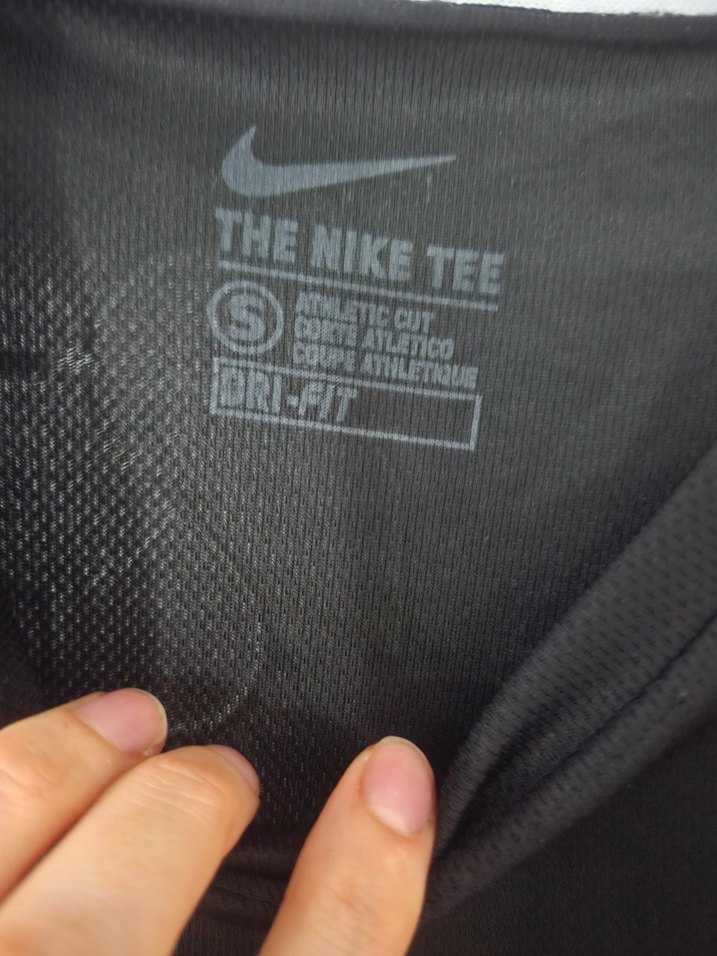 THE NIKE TEE
S
ATHLETIC CUT
CORTE ATLÉTICO
COUPE ATHLÉTIQUE
DRI-FIT